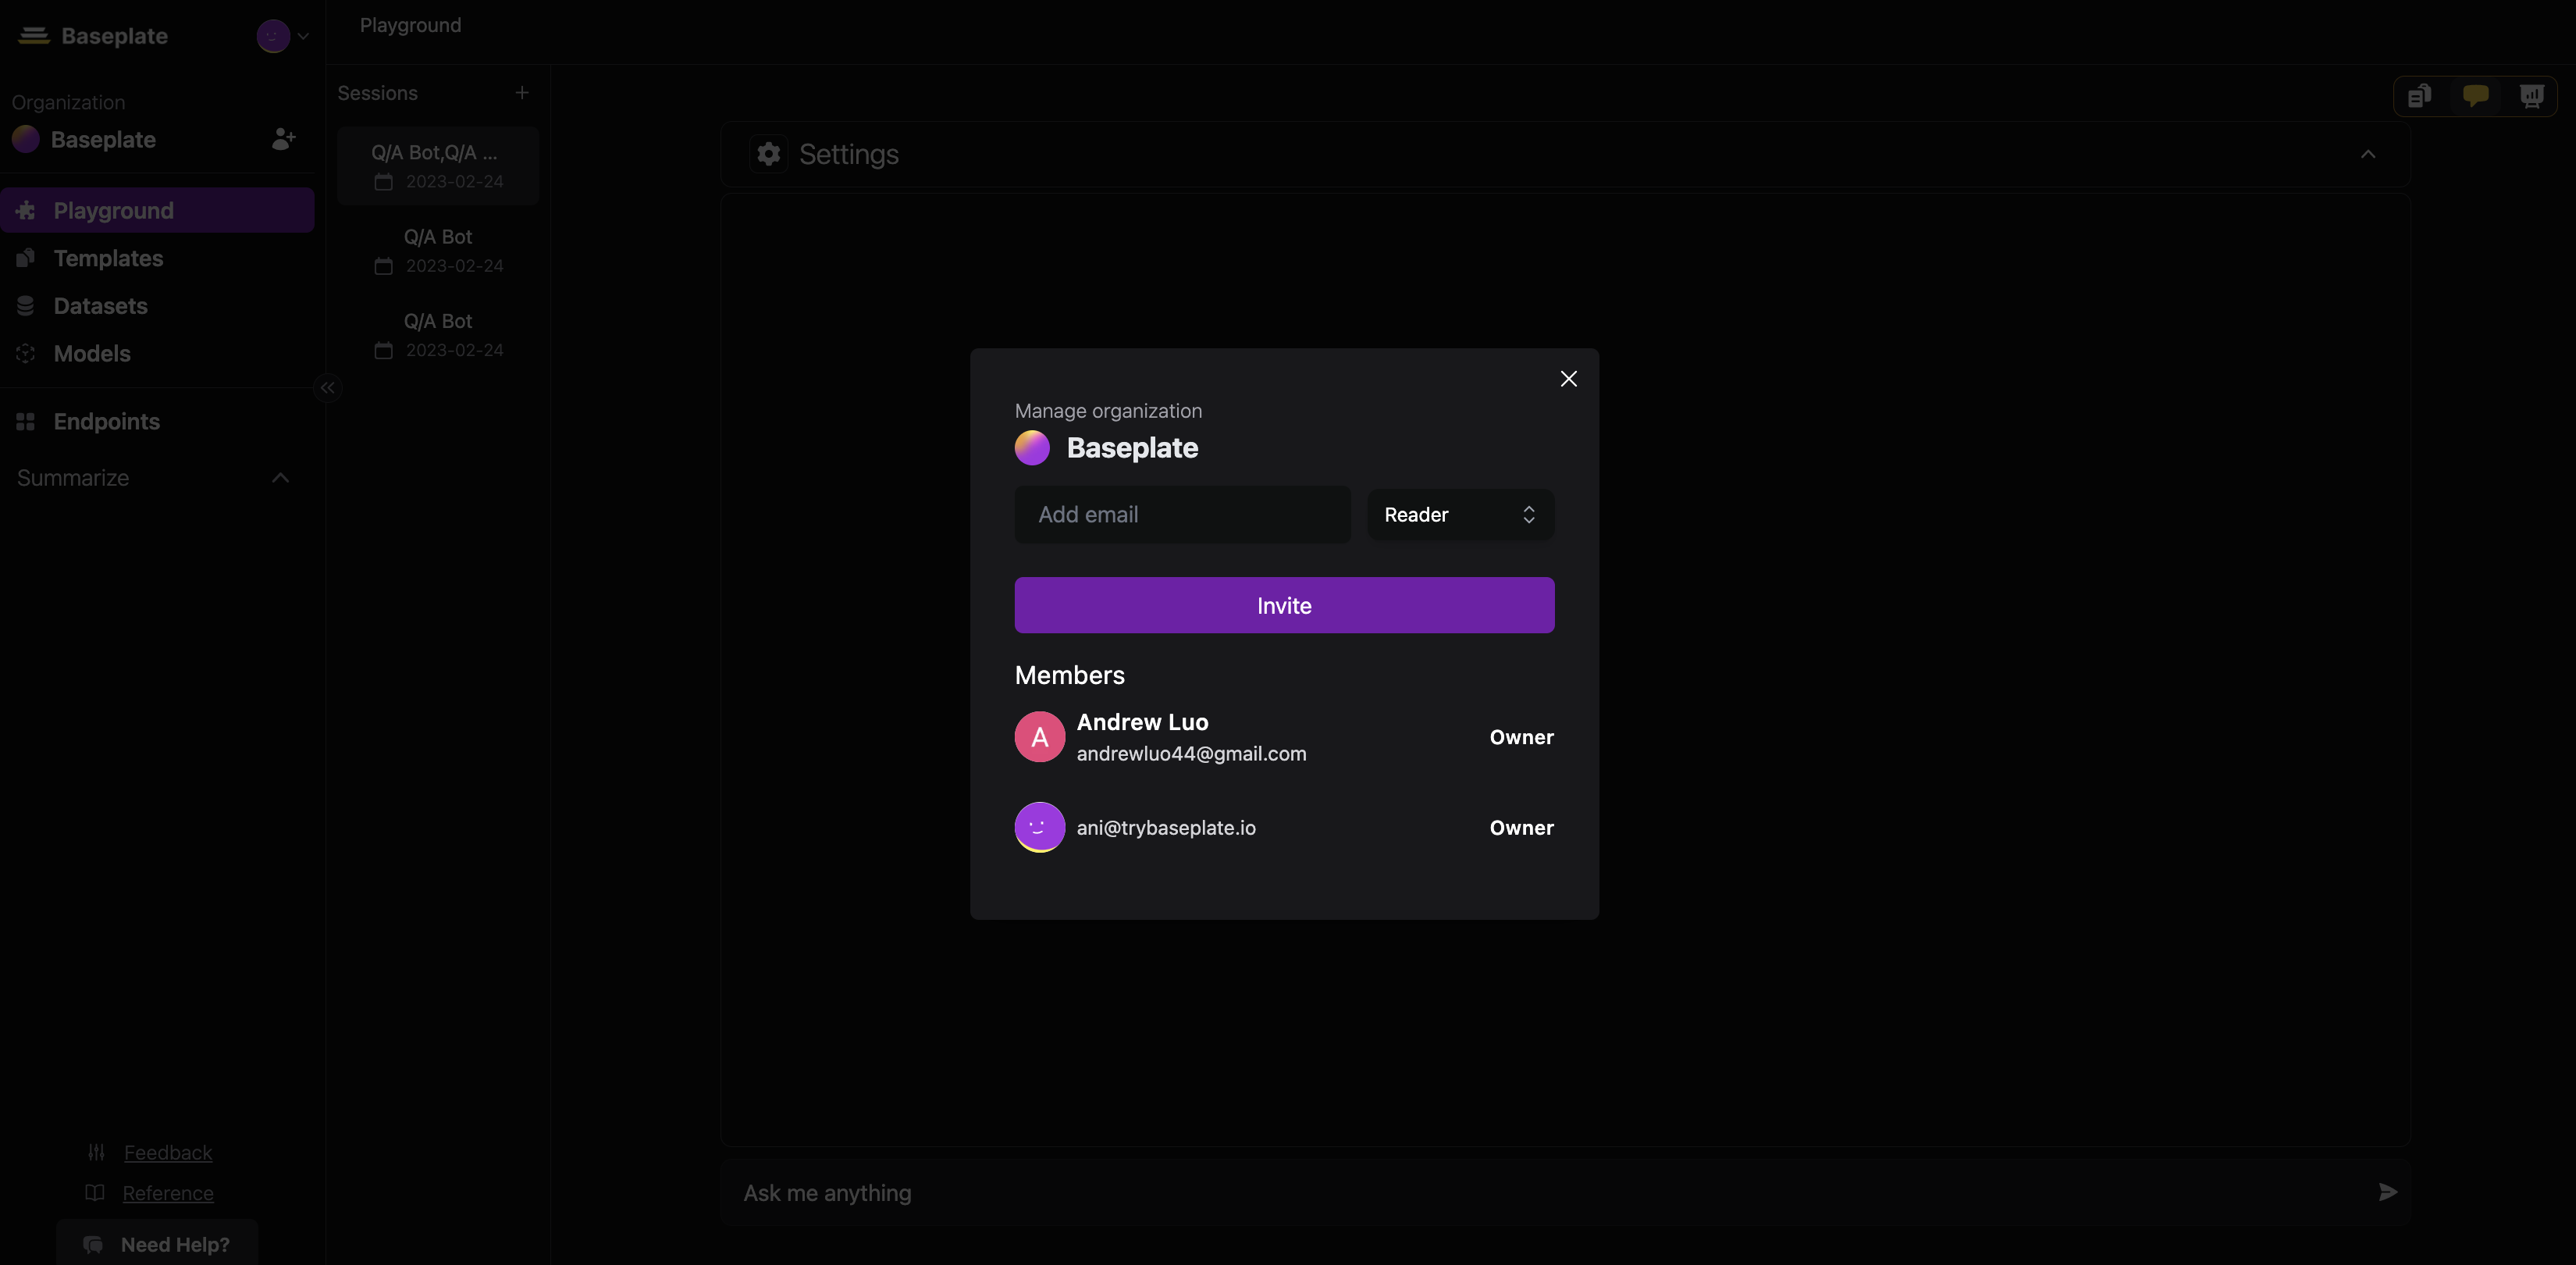 Baseplate
Organization
Baseplate
Playground
Templates
Datasets
Models
Endpoints
Summarize
Feedback
Reference
Need Help?
Playground
Sessions
Q/A Bot,Q/A ...
2023-02-24
Q/A Bot
2023-02-24
Q/A Bot
2023-02-24
Settings
Manage organization
Baseplate
Add email
Reader
Invite
Members
A
Andrew Luo
andrewluo44@gmail.com
Owner
ani@trybaseplate.io
Owner
Ask me anything